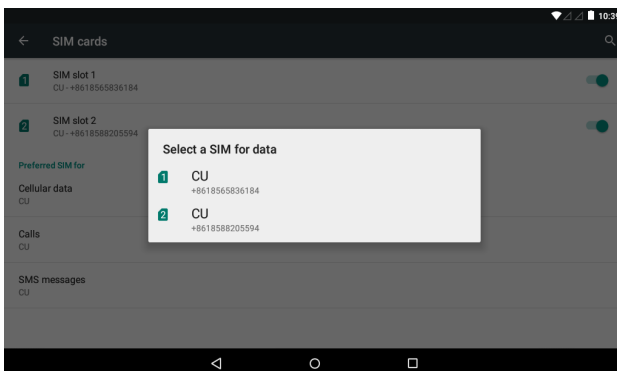 10:39
SIM cards
1
SIM slot 1
CU - +8618565836184
2
SIM slot 2
CU - +8618588205594
Preferred SIM for
Cellular data
CU
Calls
CU
SMS messages
CU
Select a SIM for data
1
CU
+8618565836184
2
CU
+8618588205594